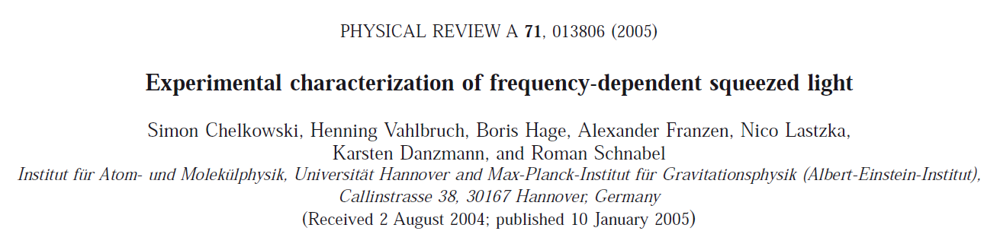 PHYSICAL REVIEW A 71, 013806 (2005)
Experimental characterization of frequency-dependent squeezed light
Simon Chelkowski, Henning Vahlbruch, Boris Hage, Alexander Franzen, Nico Lastzka,
Karsten Danzmann, and Roman Schnabel
Institut für Atom- und Molekülphysik, Universität Hannover and Max-Planck-Institut für Gravitationsphysik (Albert-Einstein-Institut),
Callinstrasse 38, 30167 Hannover, Germany
(Received 2 August 2004; published 10 January 2005)